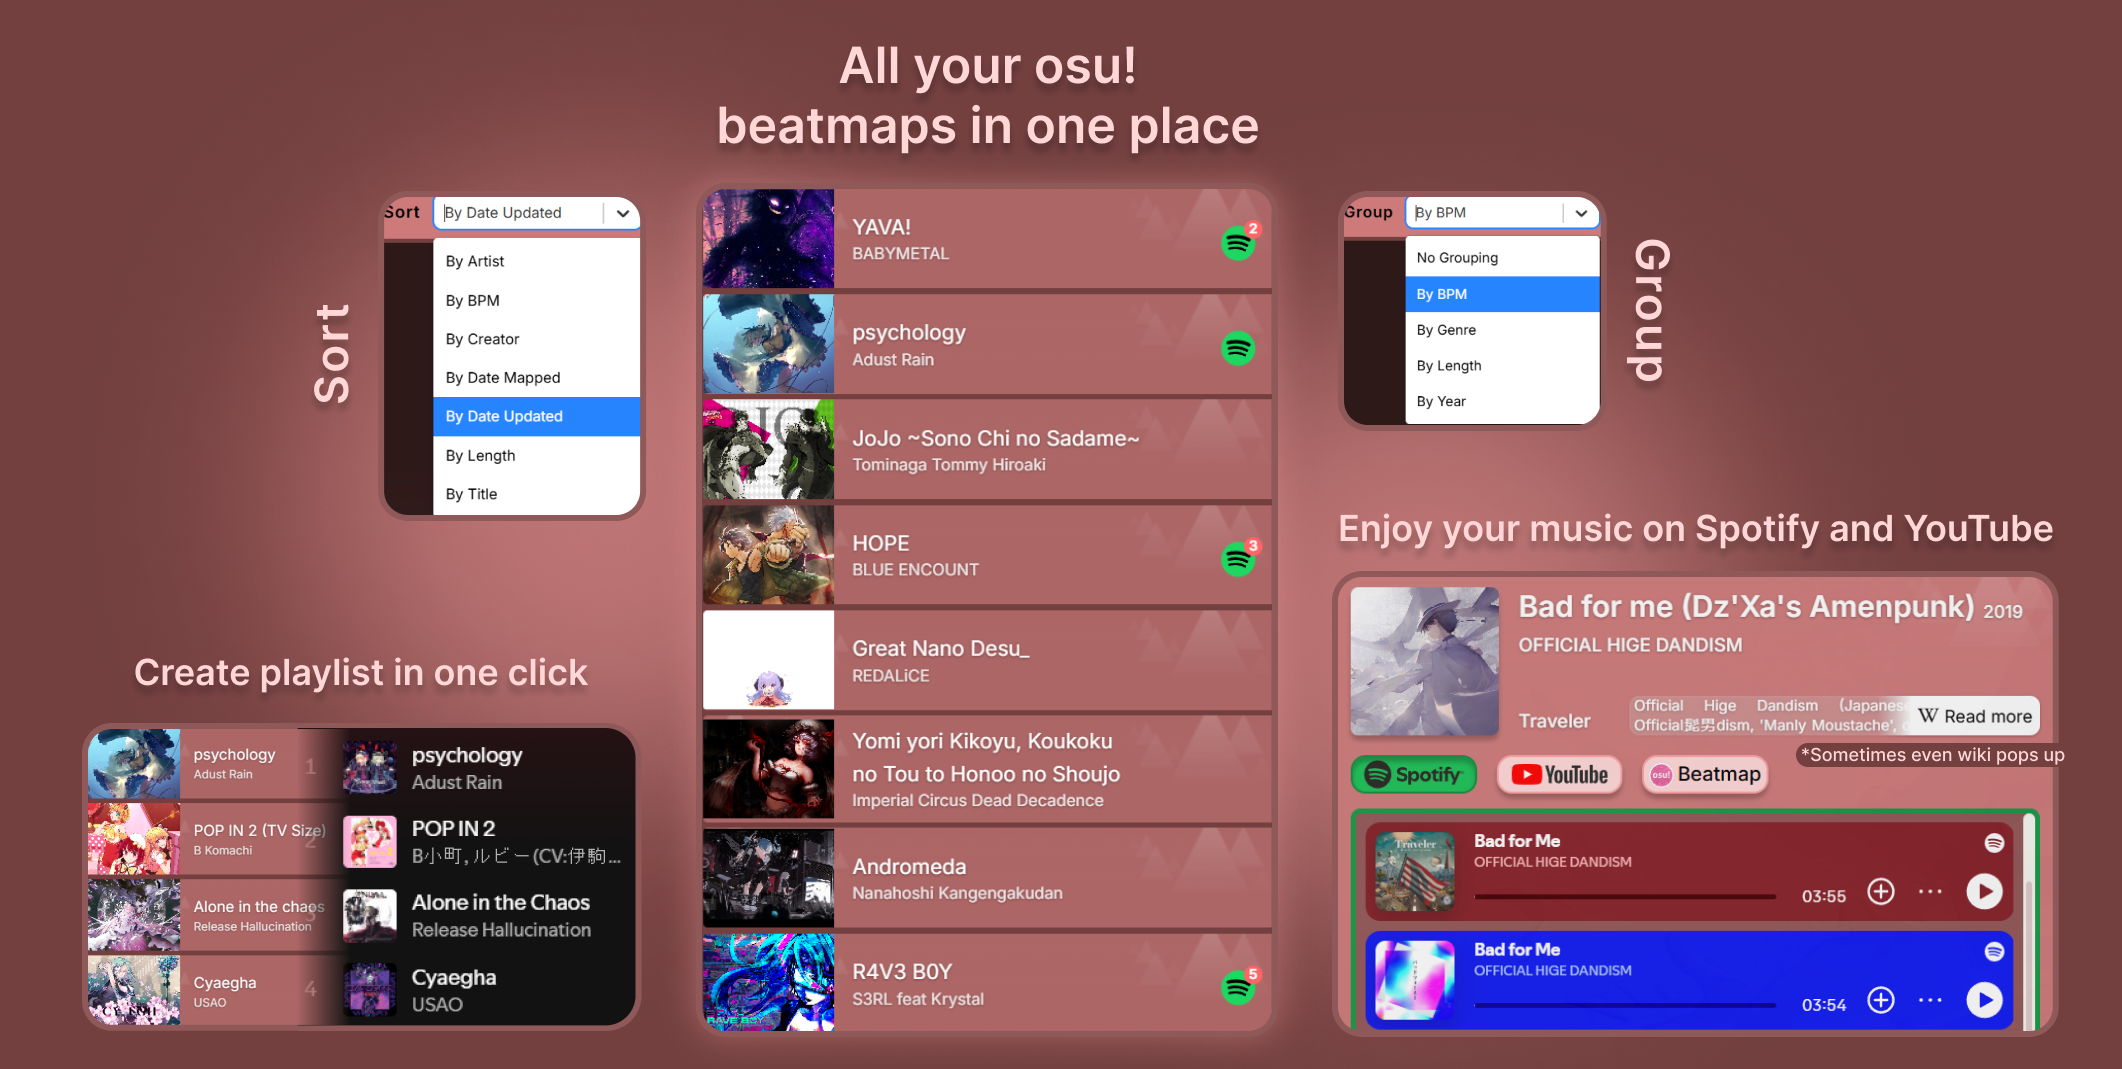 All your osu!
beatmaps in one place
Sort
Sort
By Date Updated
By Artist
By BPM
By Creator
By Date Mapped
By Date Updated
By Length
By Title
YAVA!
BABYMETAL
2
psychology
Adust Rain
JoJo ~Sono Chi no Sadame~
Tominaga Tommy Hiroaki
HOPE
BLUE ENCOUNT
3
Great Nano Desu_
REDALiCE
Yomi yori Kikoyu, Koukoku
no Tou to Honoo no Shoujo
Imperial Circus Dead Decadence
Andromeda
Nanahoshi Kangengakudan
R4V3 B0Y
S3RL feat Krystal
5
RAVE BOY
Group
By BPM
No Grouping
By BPM
By Genre
By Length
By Year
Group
Create playlist in one click
psychology
Adust Rain
1
POP IN 2 (TV Size)
B Komachi
2
Alone in the chaos
Release Hallucination
3
Cyaegha
USAO
4
psychology
Adust Rain
POP IN 2
B小町, ルビー(CV:伊駒...
Alone in the Chaos
Release Hallucination
Cyaegha
USAO
Enjoy your music on Spotify and YouTube
Bad for me (Dz'Xa's Amenpunk) 2019
OFFICIAL HIGE DANDISM
Traveler
Official Hige Dandism (Japanese
Official髭男dism, 'Manly Moustache',
W Read more
*Sometimes even wiki pops up
Spotify
YouTube
osu! Beatmap
Traveler
Bad for Me
OFFICIAL HIGE DANDISM
03:55
Bad for Me
OFFICIAL HIGE DANDISM
03:54